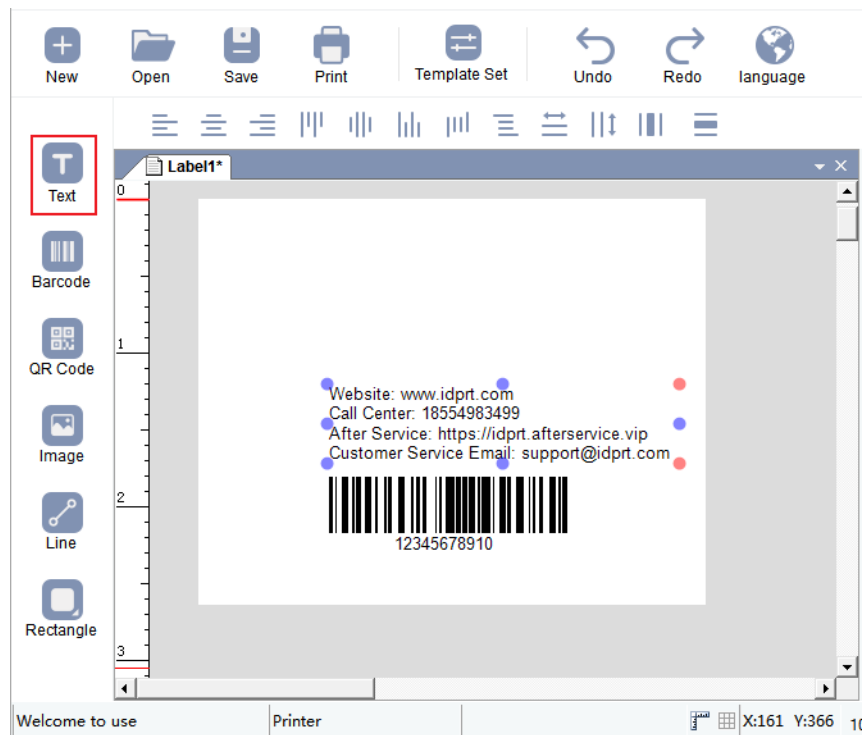 New Open Save Print Template Set Undo Redo language
Label1*
Text
Barcode
QR Code
Image
Line
Rectangle
0
1
2
3
Website: www.idprt.com
Call Center: 18554983499
After Service: https://idprt.afterservice.vip
Customer Service Email: support@idprt.com
12345678910
Welcome to use Printer X:161 Y:366 10